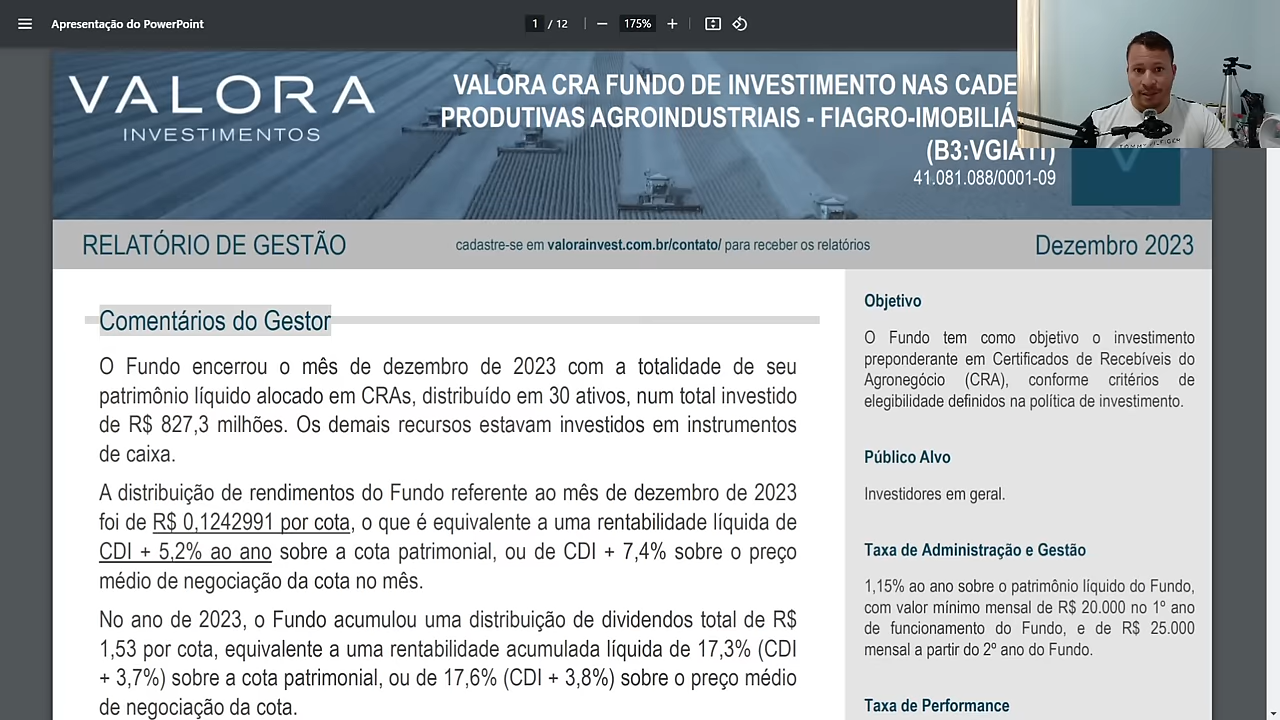 Apresentação do PowerPoint
1 / 12
175%
VALORA
INVESTIMENTOS
VALORA CRA FUNDO DE INVESTIMENTO NAS
PRODUTIVAS AGROINDUSTRIAIS -
(B3:VGIA11)
41.081.088/0001-09
RELATÓRIO DE GESTÃO
cadastre-se em valorainvest.com.br/contato/ para receber os relatórios
Dezembro 2023
Comentários do Gestor
O Fundo encerrou o mês de dezembro de 2023 com a totalidade de seu
patrimônio líquido alocado em CRAs, distribuído em 30 ativos, num total investido
de R$ 827,3 milhões. Os demais recursos estavam investidos em instrumentos
de caixa.
A distribuição de rendimentos do Fundo referente ao mês de dezembro de 2023
foi de R$ 0,1242991 por cota, o que é equivalente a uma rentabilidade líquida de
CDI + 5,2% ao ano sobre a cota patrimonial, ou de CDI + 7,4% sobre o preço
médio de negociação da cota no mês.
No ano de 2023, o Fundo acumulou uma distribuição de dividendos total de R$
1,53 por cota, equivalente a uma rentabilidade acumulada líquida de 17,3% (CDI
+ 3,7%) sobre a cota patrimonial, ou de 17,6% (CDI + 3,8%) sobre o preço médio
de negociação da cota.
Objetivo
O Fundo tem como objetivo o investimento
preponderante em Certificados de Recebíveis do
Agronegócio (CRA), conforme critérios de
elegibilidade definidos na política de investimento.
Público Alvo
Investidores em geral.
Taxa de Administração e Gestão
1,15% ao ano sobre o patrimônio líquido do Fundo,
com valor mínimo mensal de R$ 20.000 no 1º ano
de funcionamento do Fundo, e de R$ 25.000
mensal a partir do 2º ano do Fundo.
Taxa de Performance